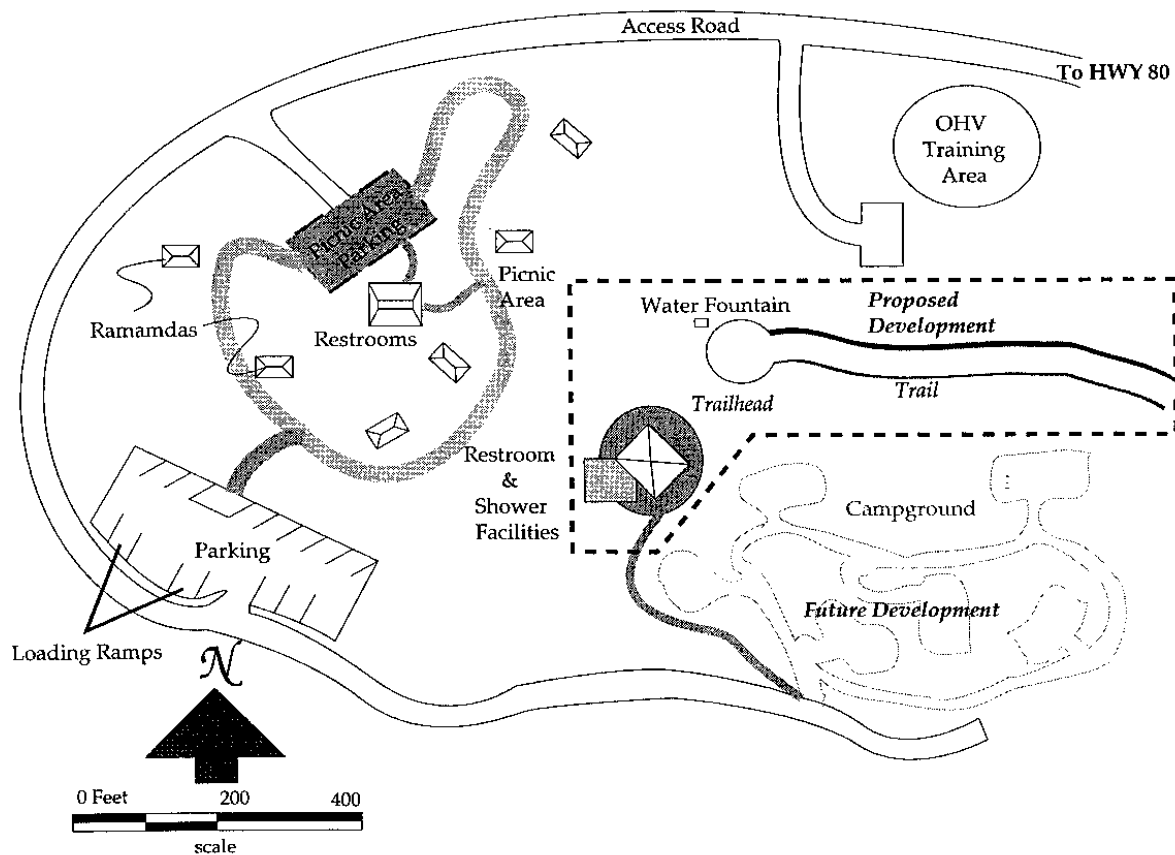 Access Road
To HWY 80
OHV
Training
Area
Picnic Area
Parking
Picnic
Area
Ramamdas
Restrooms
Water Fountain
Proposed
Development
Trail
Trailhead
Restroom
&
Shower
Facilities
Campground
Parking
Future Development
Loading Ramps
N
0 Feet 200 400
scale